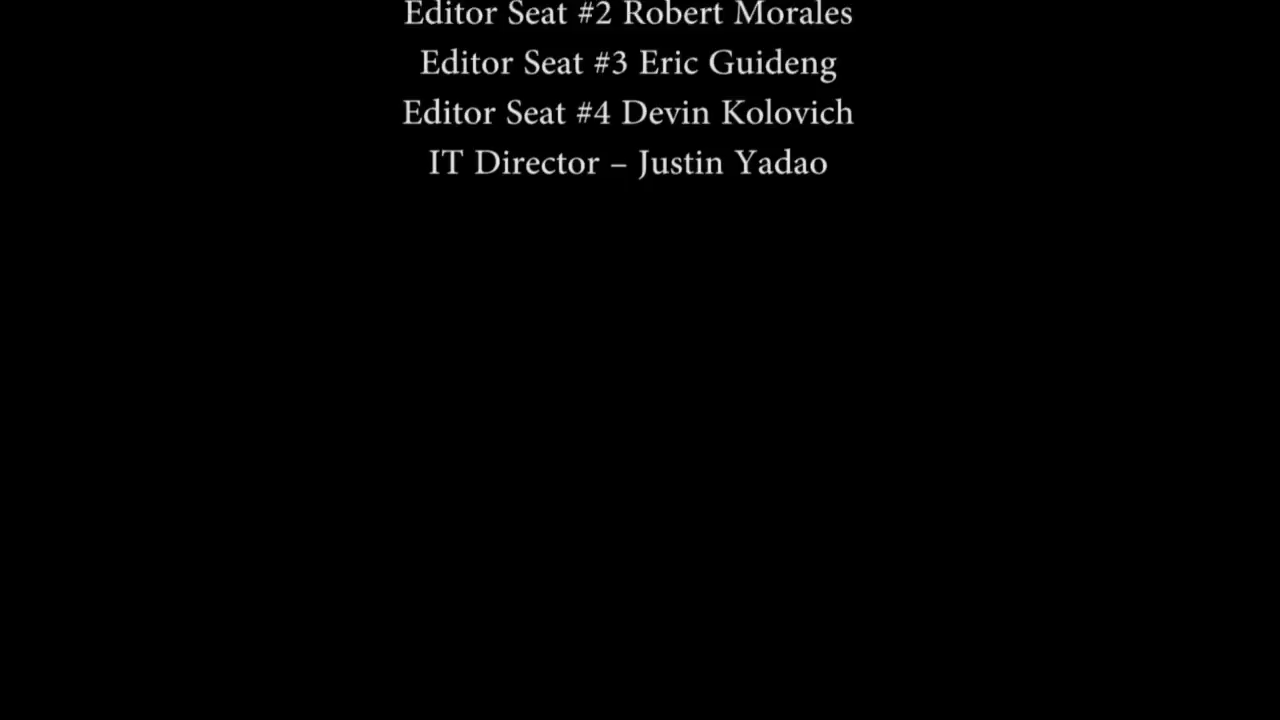 Editor Seat #2 Robert Morales
Editor Seat #3 Eric Guideng
Editor Seat #4 Devin Kolovich
IT Director – Justin Yadao